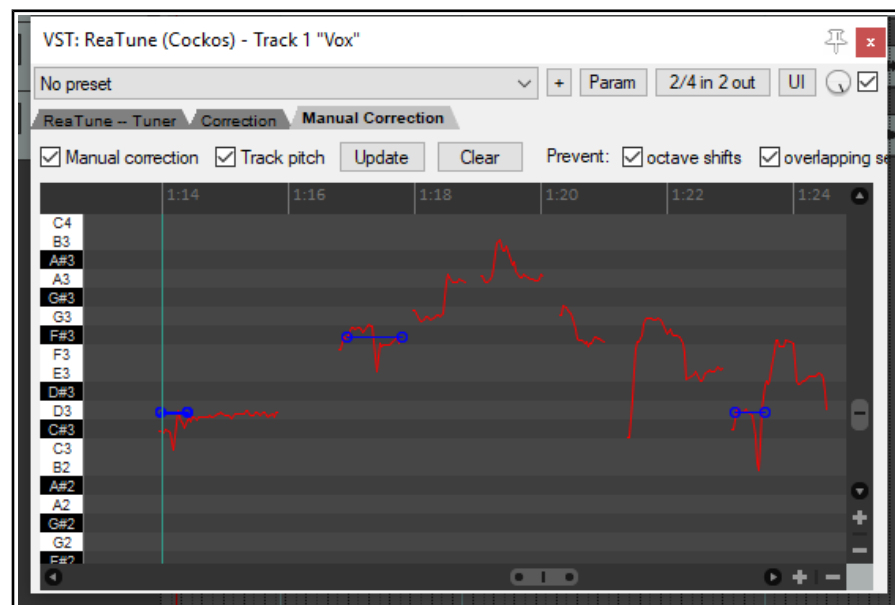 VST: ReaTune (Cockos) - Track 1 "Vox"
x
No preset
+ Param 2/4 in 2 out UI
ReaTune -- Tuner Correction Manual Correction
Manual correction Track pitch Update Clear Prevent: octave shifts overlapping se
1:14 1:16 1:18 1:20 1:22 1:24
C4
B3
A#3
A3
G#3
G3
F#3
F3
E3
D#3
D3
C#3
C3
B2
A#2
A2
G#2
G2
F#2